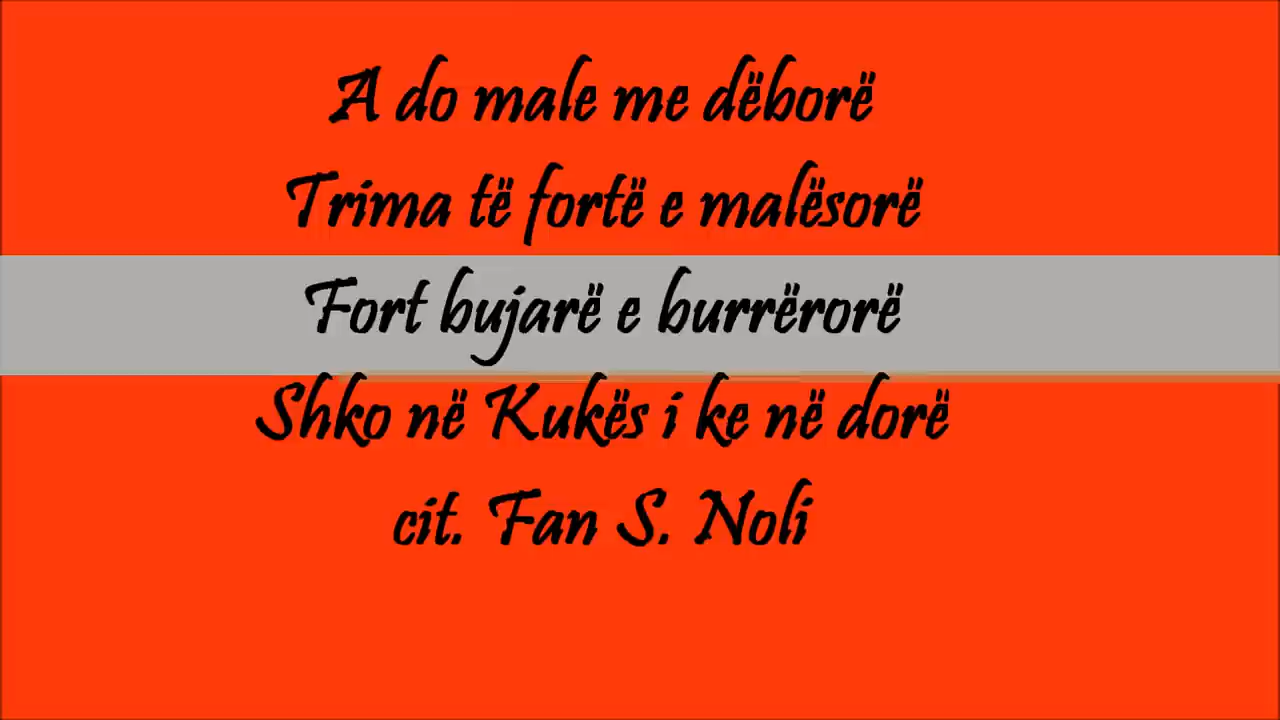 A do male me dëborë
Trima të fortë e malësorë
Fort bujarë e burrërorë
Shko në Kukës i ke në dorë
cit. Fan S. Noli